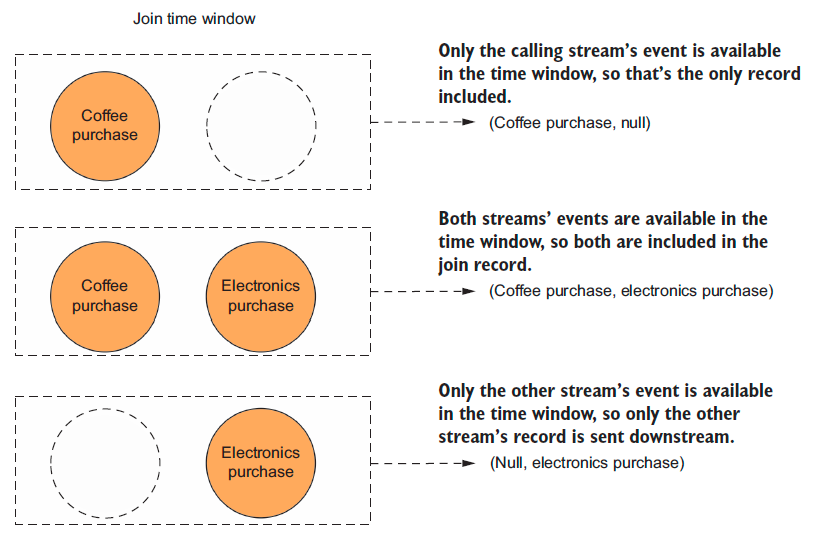 Join time window
Only the calling stream's event is available
in the time window, so that's the only record
included.
Coffee
purchase
(Coffee purchase, null)
Both streams' events are available in the
time window, so both are included in the
join record.
Coffee
purchase
Electronics
purchase
(Coffee purchase, electronics purchase)
Only the other stream's event is available
in the time window, so only the other
stream's record is sent downstream.
Electronics
purchase
(Null, electronics purchase)